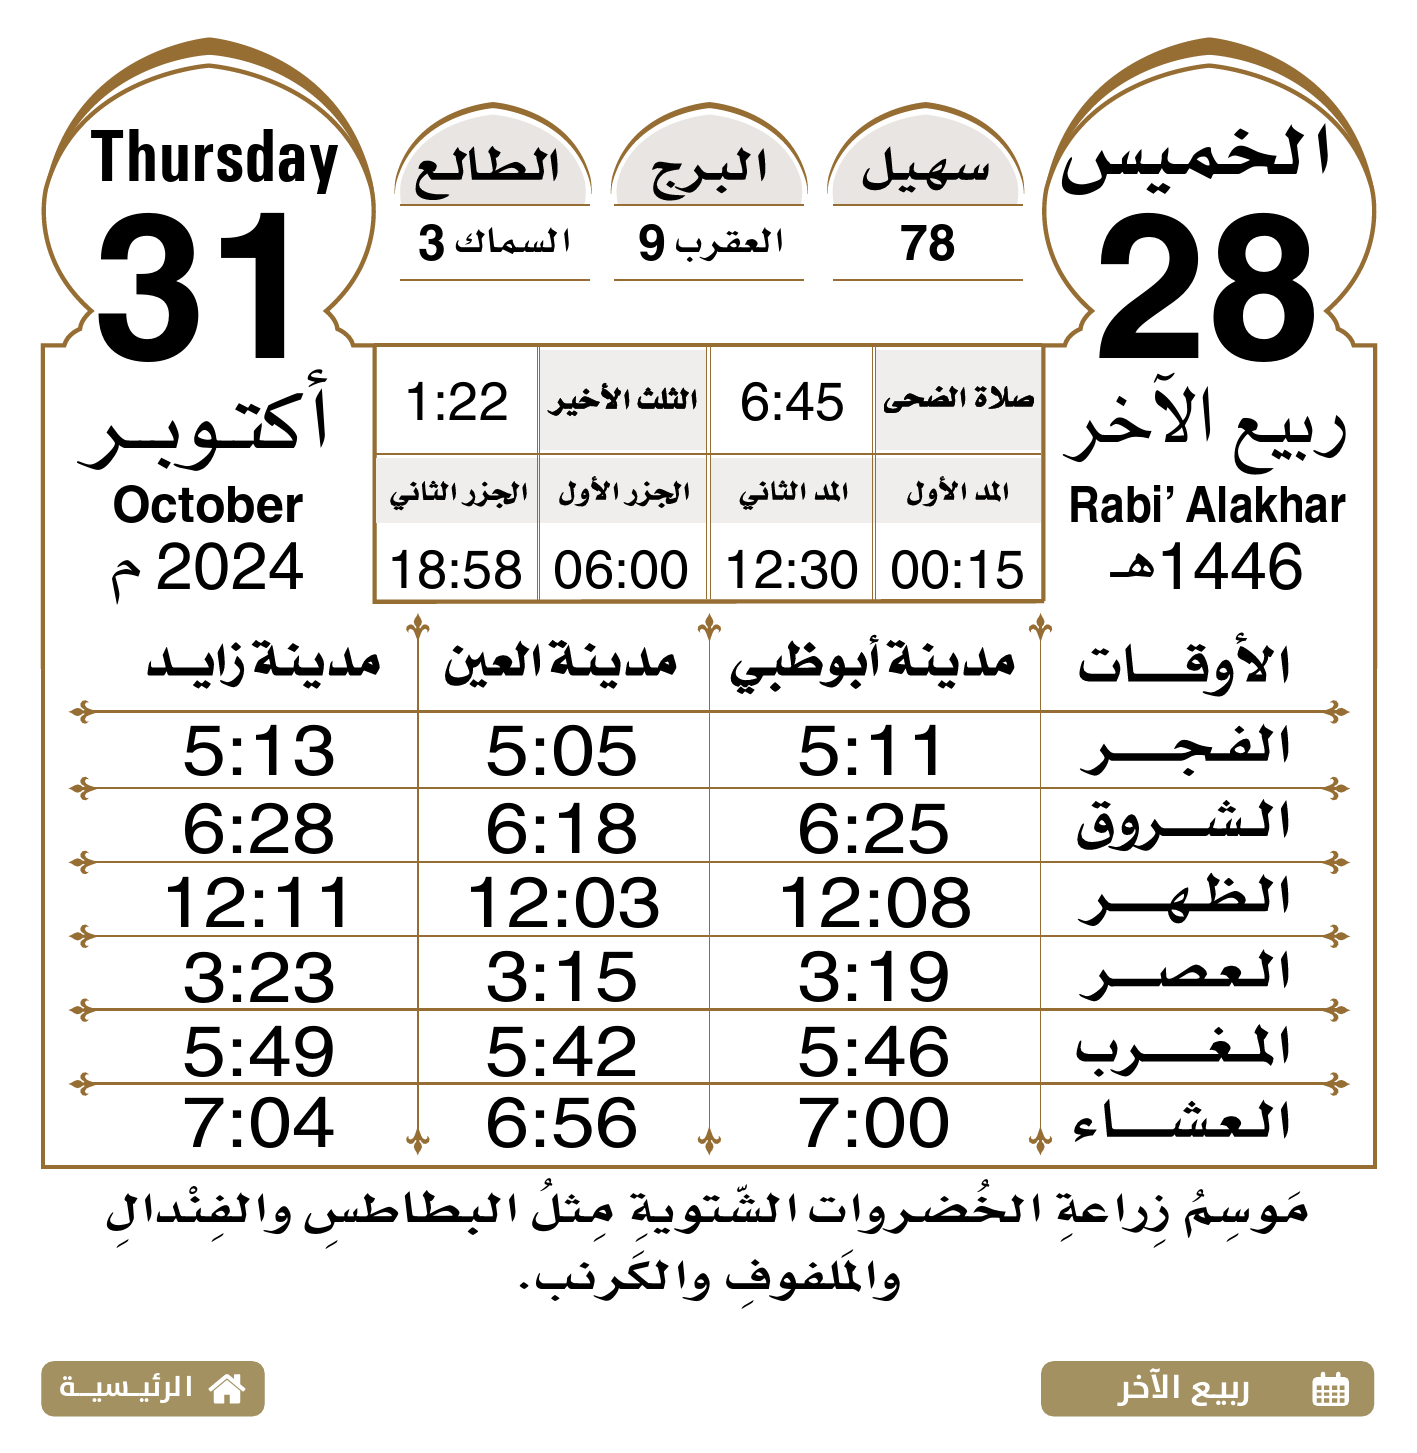 الخميس
28
ربيع الآخر
Rabi’ Alakhar
1446هـ
سهيل
78
البرج
العقرب 9
الطالع
السماك 3
Thursday
31
أكتوبر
October
2024 م
صلاة الضحى 6:45 الثلث الأخير 1:22
المد الأول المد الثاني الجزر الأول الجزر الثاني
00:15 12:30 06:00 18:58
الأوقات مدينة أبوظبي مدينة العين مدينة زايد
الفجر 5:11 5:05 5:13
الشروق 6:25 6:18 6:28
الظهر 12:08 12:03 12:11
العصر 3:19 3:15 3:23
المغرب 5:46 5:42 5:49
العشاء 7:00 6:56 7:04
مَوسِمُ زِراعةِ الخُضروات الشّتويةِ مِثلُ البطاطسِ والفِنْدالِ
والمَلفوفِ والكَرنب.
ربيع الآخر
الرئيسية